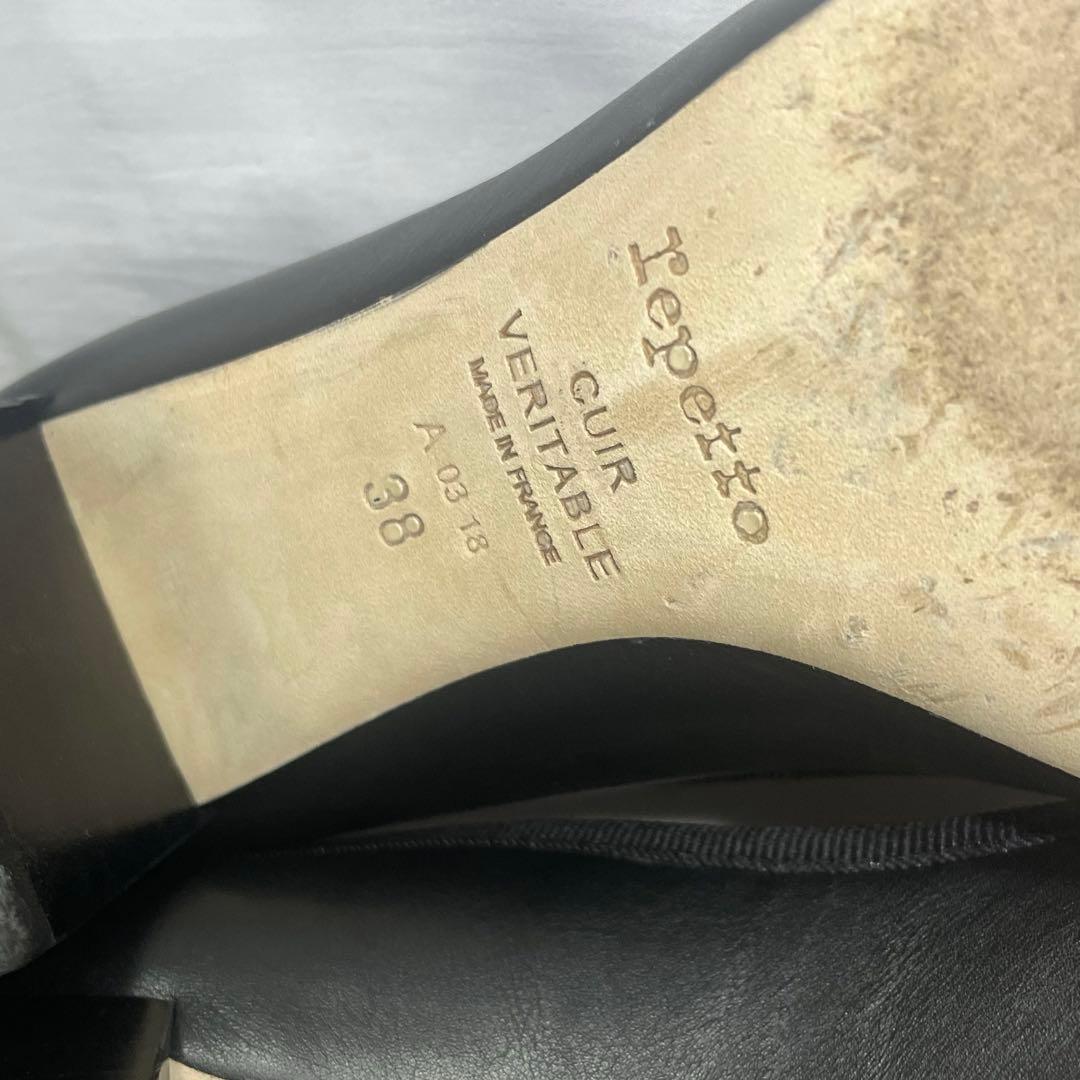 repetto
CUIR
VERITABLE
MADE IN FRANCE
A 03 18
38